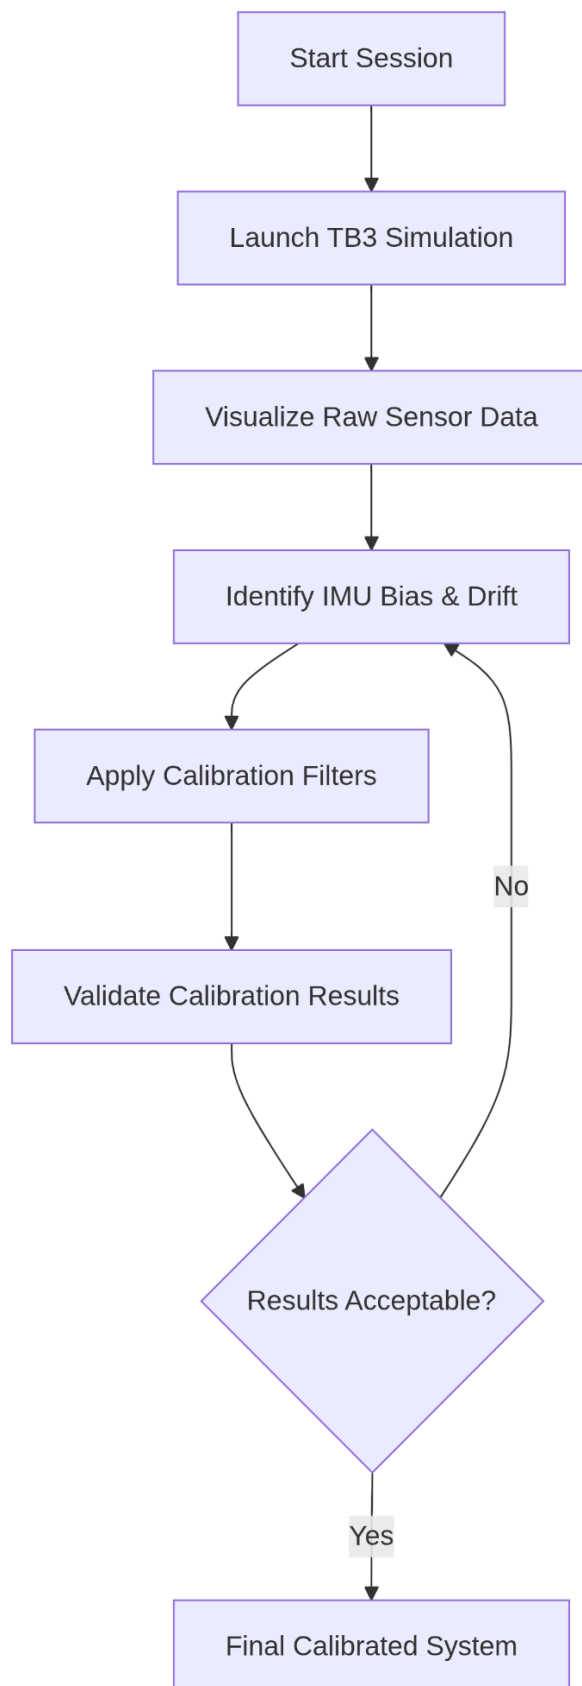 Start Session
Launch TB3 Simulation
Visualize Raw Sensor Data
Identify IMU Bias & Drift
Apply Calibration Filters
No
Validate Calibration Results
Results Acceptable?
Yes
Final Calibrated System